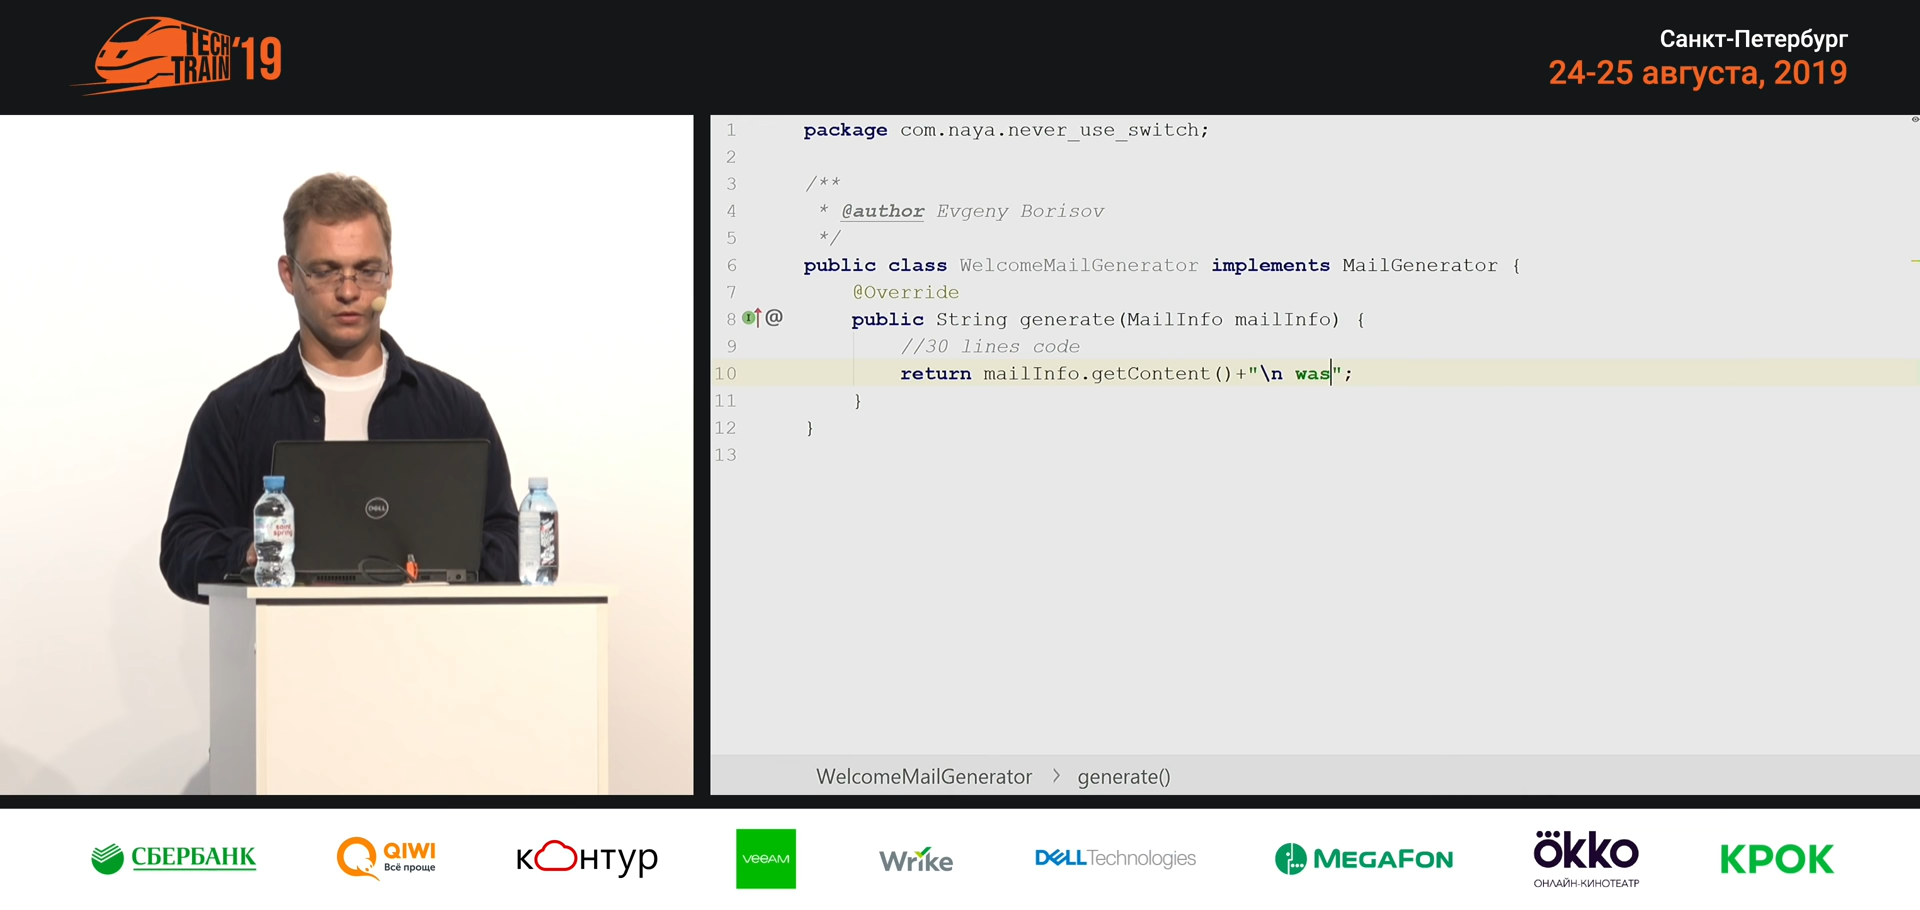 TECH TRAIN'19
Санкт-Петербург
24-25 августа, 2019
1 package com.naya.never_use_switch;
2
3 /**
4 * @author Evgeny Borisov
5 */
6 public class WelcomeMailGenerator implements MailGenerator {
7 @Override
8 @ public String generate(MailInfo mailInfo) {
9 //30 lines code
10 return mailInfo.getContent()+"\n was";
11 }
12 }
13
WelcomeMailGenerator > generate()
DELL
СБЕРБАНК
QIWI
Всё проще
контур
veeam
Wrike
DELL Technologies
MEGAFON
ökko
ОНЛАЙН-КИНОТЕАТР
КРОК